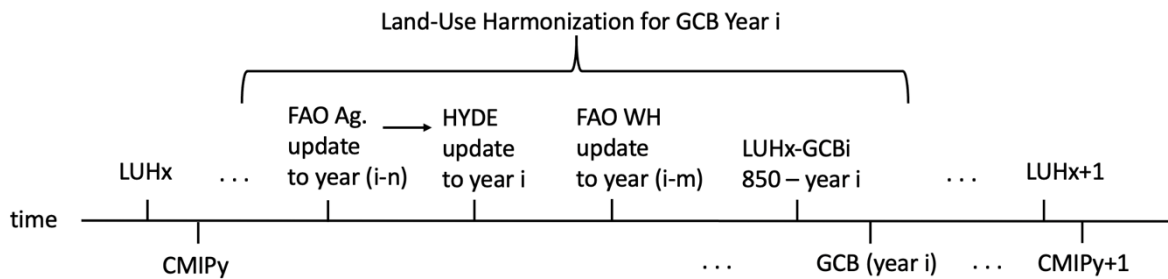 Land-Use Harmonization for GCB Year i
LUHx
. . .
FAO Ag.
update
to year (i-n)
HYDE
update
to year i
FAO WH
update
to year (i-m)
LUHx-GCBi
850 – year i
. . .
LUHx+1
time
CMIPy
. . .
GCB (year i)
. . .
CMIPy+1